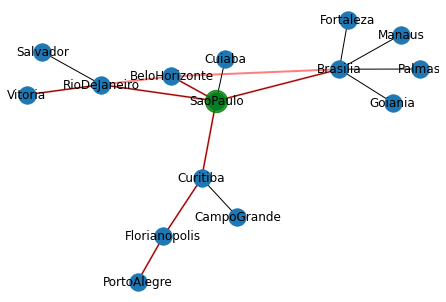 Fortaleza
Manaus
Salvador
Cuiaba
BeloHorizonte
Brasilia
Palmas
RioDeJaneiro
Vitoria
SaoPaulo
Goiania
Curitiba
CampoGrande
Florianopolis
PortoAlegre